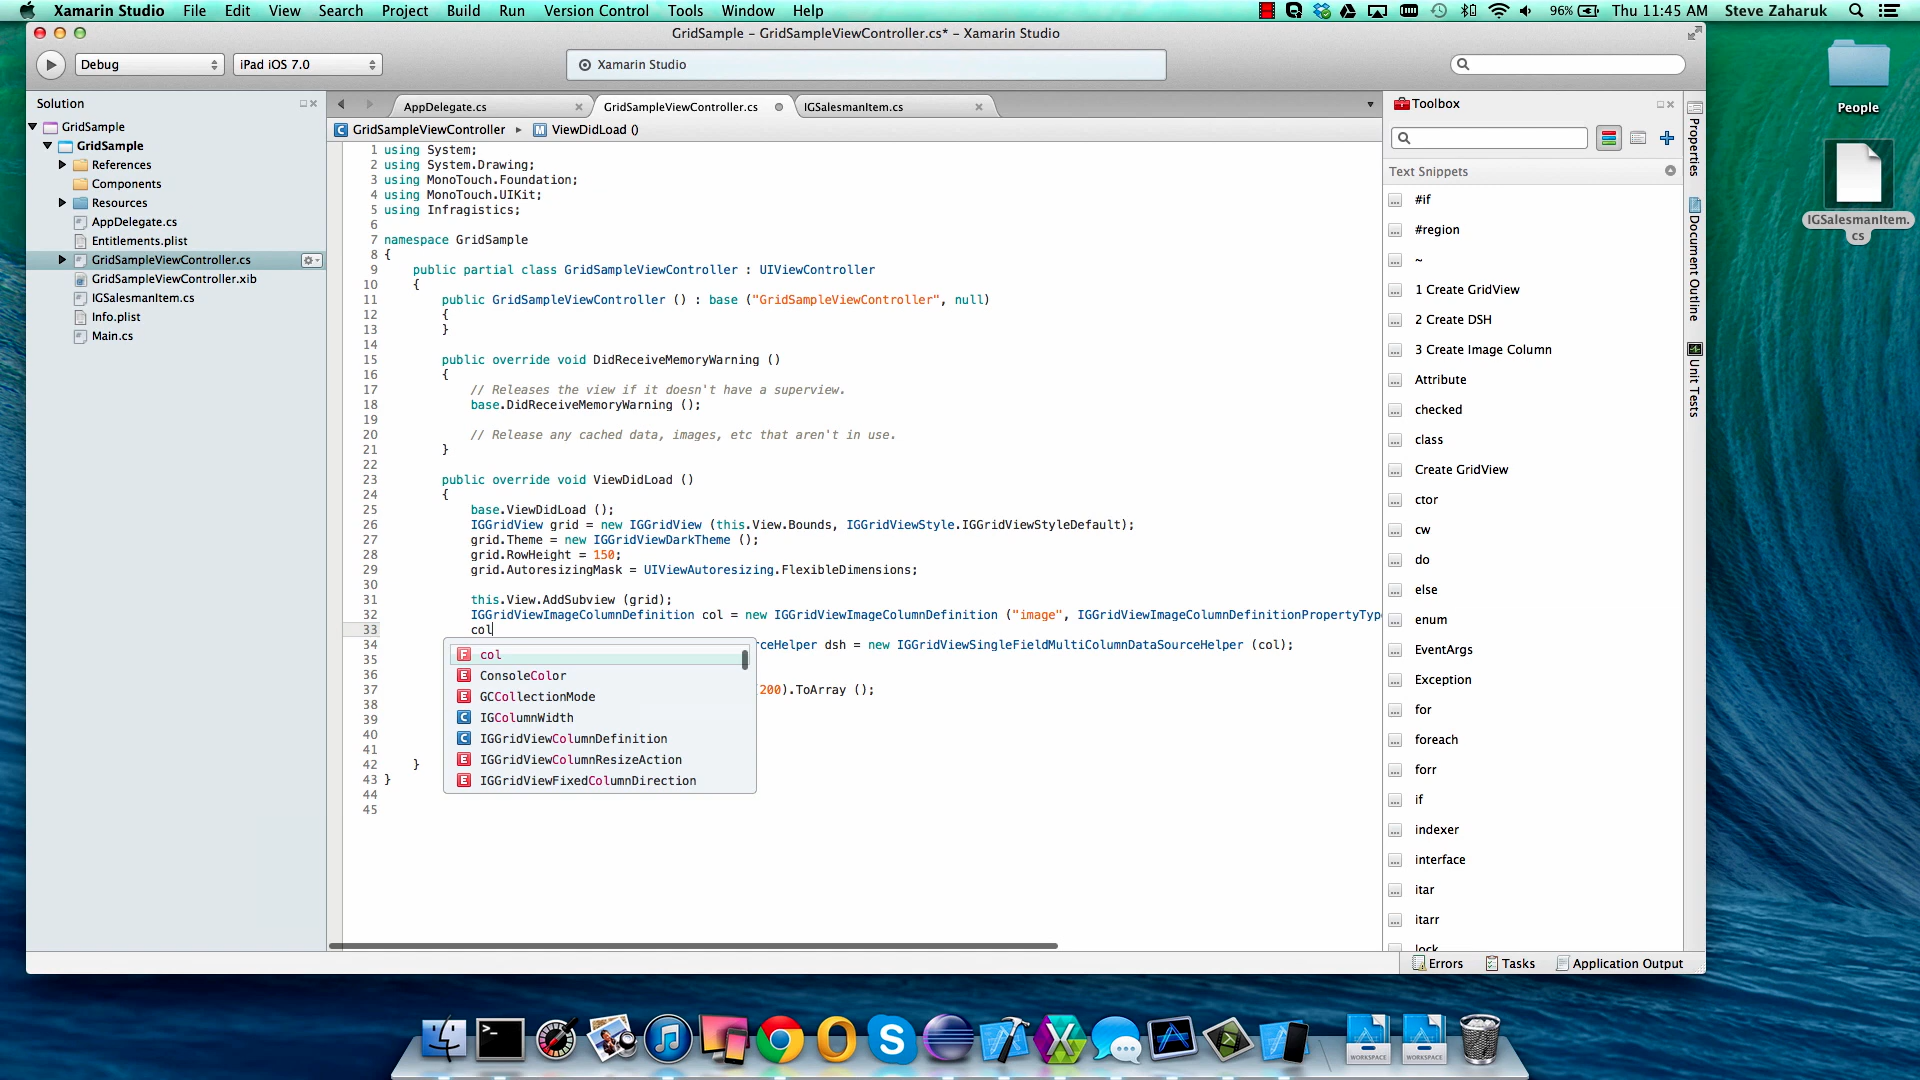 Xamarin Studio File Edit View Search Project Build Run Version Control Tools Window Help 96% Thu 11:45 AM Steve Zaharuk
GridSample – GridSampleViewController.cs* – Xamarin Studio
Debug
iPad iOS 7.0
Xamarin Studio
Solution
GridSample
GridSample
References
Components
Resources
AppDelegate.cs
Entitlements.plist
GridSampleViewController.cs
GridSampleViewController.xib
IGSalesmanItem.cs
Info.plist
Main.cs
AppDelegate.cs
GridSampleViewController.cs
IGSalesmanItem.cs
GridSampleViewController ▸ ViewDidLoad ()
1 using System;
2 using System.Drawing;
3 using MonoTouch.Foundation;
4 using MonoTouch.UIKit;
5 using Infragistics;
6
7 namespace GridSample
8 {
9 public partial class GridSampleViewController : UIViewController
10 {
11 public GridSampleViewController () : base ("GridSampleViewController", null)
12 {
13 }
14
15 public override void DidReceiveMemoryWarning ()
16 {
17 // Releases the view if it doesn't have a superview.
18 base.DidReceiveMemoryWarning ();
19
20 // Release any cached data, images, etc that aren't in use.
21 }
22
23 public override void ViewDidLoad ()
24 {
25 base.ViewDidLoad ();
26 IGGridView grid = new IGGridView (this.View.Bounds, IGGridViewStyle.IGGridViewStyleDefault);
27 grid.Theme = new IGGridViewDarkTheme ();
28 grid.RowHeight = 150;
29 grid.AutoresizingMask = UIViewAutoresizing.FlexibleDimensions;
30
31 this.View.AddSubview (grid);
32 IGGridViewImageColumnDefinition col = new IGGridViewImageColumnDefinition ("image", IGGridViewImageColumnDefinitionPropertyType
33 col
34 rceHelper dsh = new IGGridViewSingleFieldMultiColumnDataSourceHelper (col);
35
36
37 200).ToArray ();
38
39
40
41
42 }
43 }
44
45
col
ConsoleColor
GCCollectionMode
IGColumnWidth
IGGridViewColumnDefinition
IGGridViewColumnResizeAction
IGGridViewFixedColumnDirection
Toolbox
Text Snippets
#if
#region
~
1 Create GridView
2 Create DSH
3 Create Image Column
Attribute
checked
class
Create GridView
ctor
cw
do
else
enum
EventArgs
Exception
for
foreach
forr
if
indexer
interface
itar
itarr
lock
Properties
Document Outline
Unit Tests
Errors
Tasks
Application Output
People
IGSalesmanItem.
cs
WORKSPACE
WORKSPACE